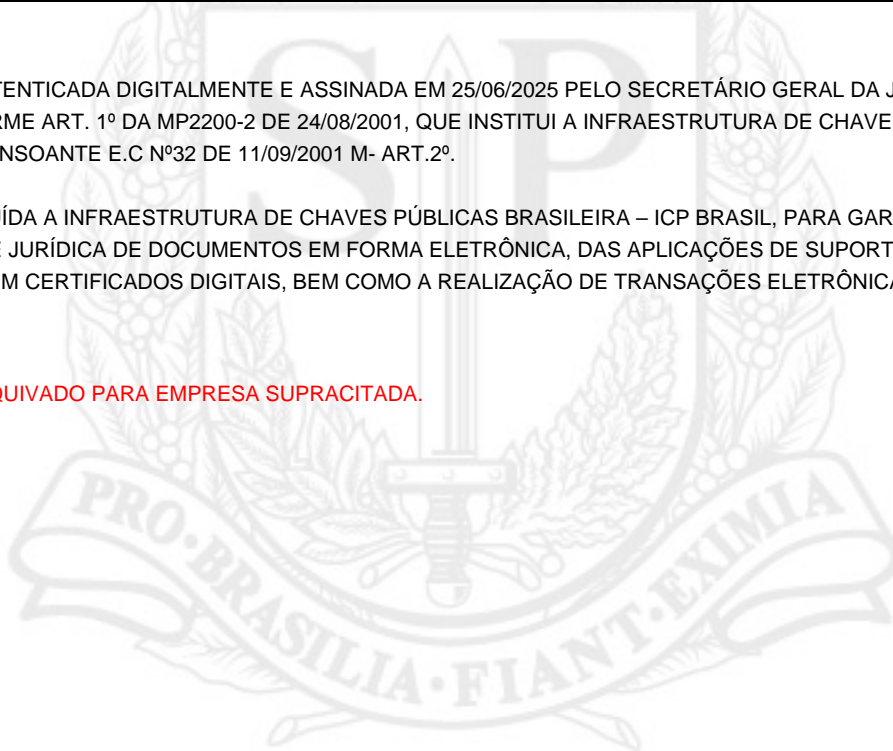 TENTICADA DIGITALMENTE E ASSINADA EM 25/06/2025 PELO SECRETÁRIO GERAL DA J
RME ART. 1º DA MP2200-2 DE 24/08/2001, QUE INSTITUI A INFRAESTRUTURA DE CHAVE
NSOANTE E.C Nº32 DE 11/09/2001 M- ART.2º.
UÍDA A INFRAESTRUTURA DE CHAVES PÚBLICAS BRASILEIRA – ICP BRASIL, PARA GAR
E JURÍDICA DE DOCUMENTOS EM FORMA ELETRÔNICA, DAS APLICAÇÕES DE SUPORT
M CERTIFICADOS DIGITAIS, BEM COMO A REALIZAÇÃO DE TRANSAÇÕES ELETRÔNICA
QUIVADO PARA EMPRESA SUPRACITADA.
SP
PRO·BRASILIA·FIANT·EXIMIA